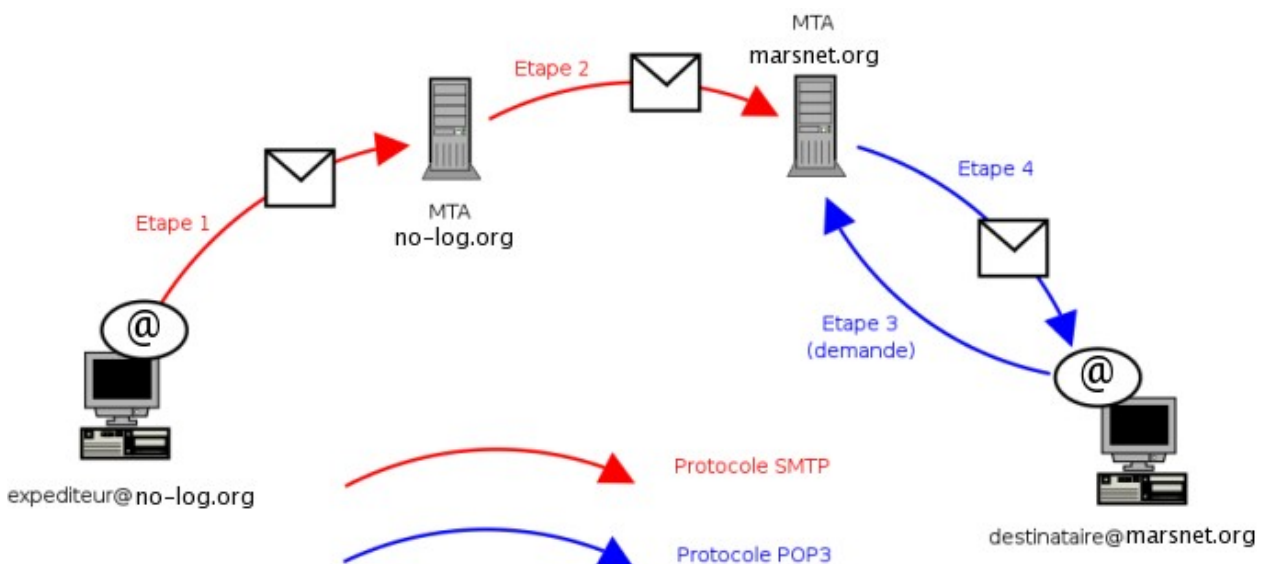 MTA
marsnet.org
Etape 2
Etape 1
MTA
no-log.org
Etape 4
Etape 3
(demande)
@
@
expediteur@no-log.org
Protocole SMTP
destinataire@marsnet.org
Protocole POP3